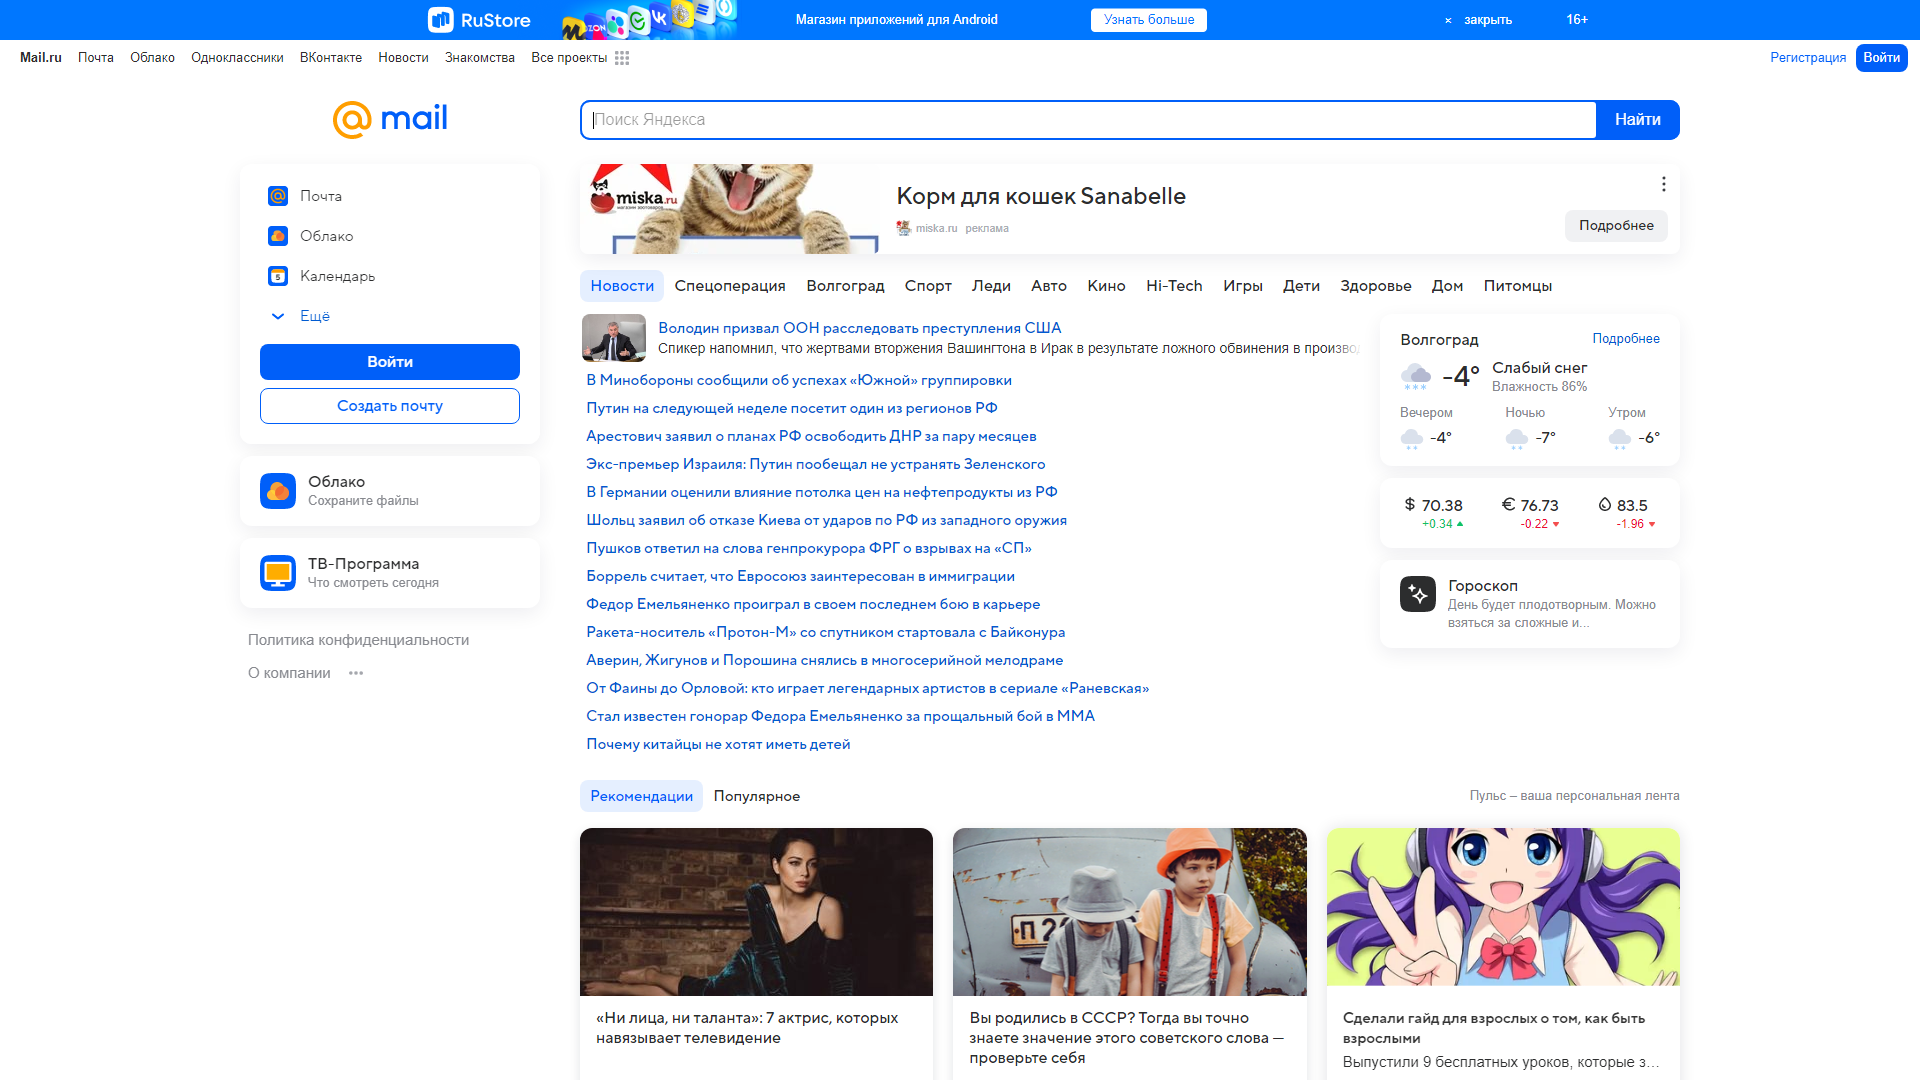 RuStore
Магазин приложений для Android
Узнать больше
× закрыть
16+
Mail.ru Почта Облако Одноклассники ВКонтакте Новости Знакомства Все проекты
Регистрация Войти
@mail
Поиск Яндекса
Найти
Почта
Облако
Календарь
Ещё
Войти
Создать почту
Облако
Сохраните файлы
ТВ-Программа
Что смотреть сегодня
Политика конфиденциальности
О компании
miska.ru
Корм для кошек Sanabelle
miska.ru реклама
Подробнее
Новости Спецоперация Волгоград Спорт Леди Авто Кино Hi-Tech Игры Дети Здоровье Дом Питомцы
Володин призвал ООН расследовать преступления США
Спикер напомнил, что жертвами вторжения Вашингтона в Ирак в результате ложного обвинения в произво
В Минобороны сообщили об успехах «Южной» группировки
Путин на следующей неделе посетит один из регионов РФ
Арестович заявил о планах РФ освободить ДНР за пару месяцев
Экс-премьер Израиля: Путин пообещал не устранять Зеленского
В Германии оценили влияние потолка цен на нефтепродукты из РФ
Шольц заявил об отказе Киева от ударов по РФ из западного оружия
Пушков ответил на слова генпрокурора ФРГ о взрывах на «СП»
Боррель считает, что Евросоюз заинтересован в иммиграции
Федор Емельяненко проиграл в своем последнем бою в карьере
Ракета-носитель «Протон-М» со спутником стартовала с Байконура
Аверин, Жигунов и Порошина снялись в многосерийной мелодраме
От Фаины до Орловой: кто играет легендарных артистов в сериале «Раневская»
Стал известен гонорар Федора Емельяненко за прощальный бой в ММА
Почему китайцы не хотят иметь детей
Волгоград
Подробнее
-4°
Слабый снег
Влажность 86%
Вечером Ночью Утром
-4° -7° -6°
$ 70.38 € 76.73 83.5
+0.34 -0.22 -1.96
Гороскоп
День будет плодотворным. Можно
взяться за сложные и...
Рекомендации Популярное
Пульс – ваша персональная лента
«Ни лица, ни таланта»: 7 актрис, которых
навязывает телевидение
Вы родились в СССР? Тогда вы точно
знаете значение этого советского слова —
проверьте себя
Сделали гайд для взрослых о том, как быть
взрослыми
Выпустили 9 бесплатных уроков, которые з...